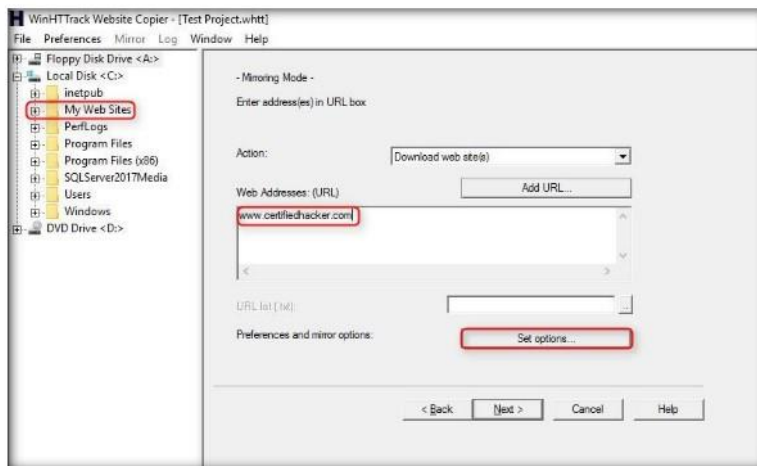 WinHTTrack Website Copier - [Test Project.whtt]
File Preferences Mirror Log Window Help
Floppy Disk Drive <A:>
Local Disk <C:>
inetpub
My Web Sites
PerfLogs
Program Files
Program Files (x86)
SQLServer2017Media
Users
Windows
DVD Drive <D:>
- Mirroring Mode -
Enter address(es) in URL box
Action:
Download web site(s)
Web Addresses: (URL)
Add URL...
www.certifiedhacker.com
URL list (.txt):
..
Preferences and mirror options:
Set options...
< Back
Next >
Cancel
Help